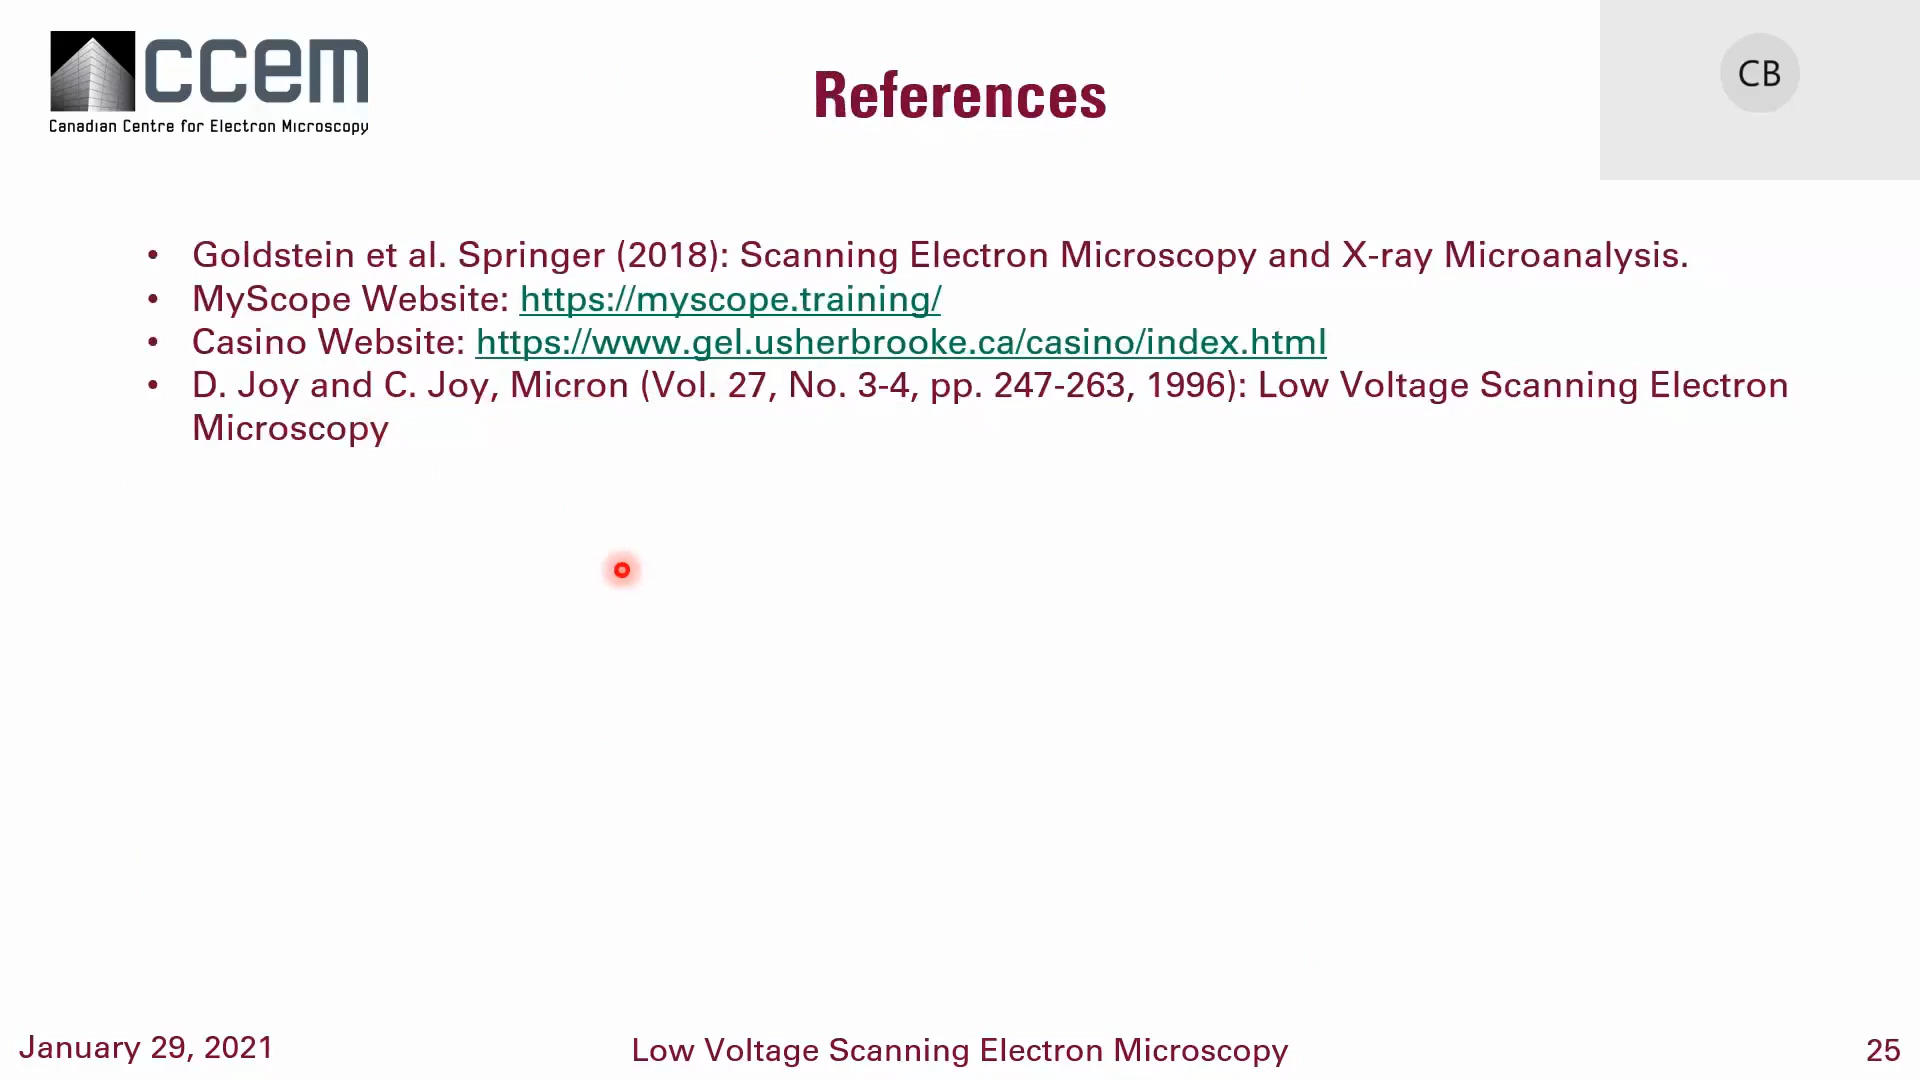 ccem
Canadian Centre for Electron Microscopy
References
CB
• Goldstein et al. Springer (2018): Scanning Electron Microscopy and X-ray Microanalysis.
• MyScope Website: https://myscope.training/
• Casino Website: https://www.gel.usherbrooke.ca/casino/index.html
• D. Joy and C. Joy, Micron (Vol. 27, No. 3-4, pp. 247-263, 1996): Low Voltage Scanning Electron
Microscopy
January 29, 2021
Low Voltage Scanning Electron Microscopy
25